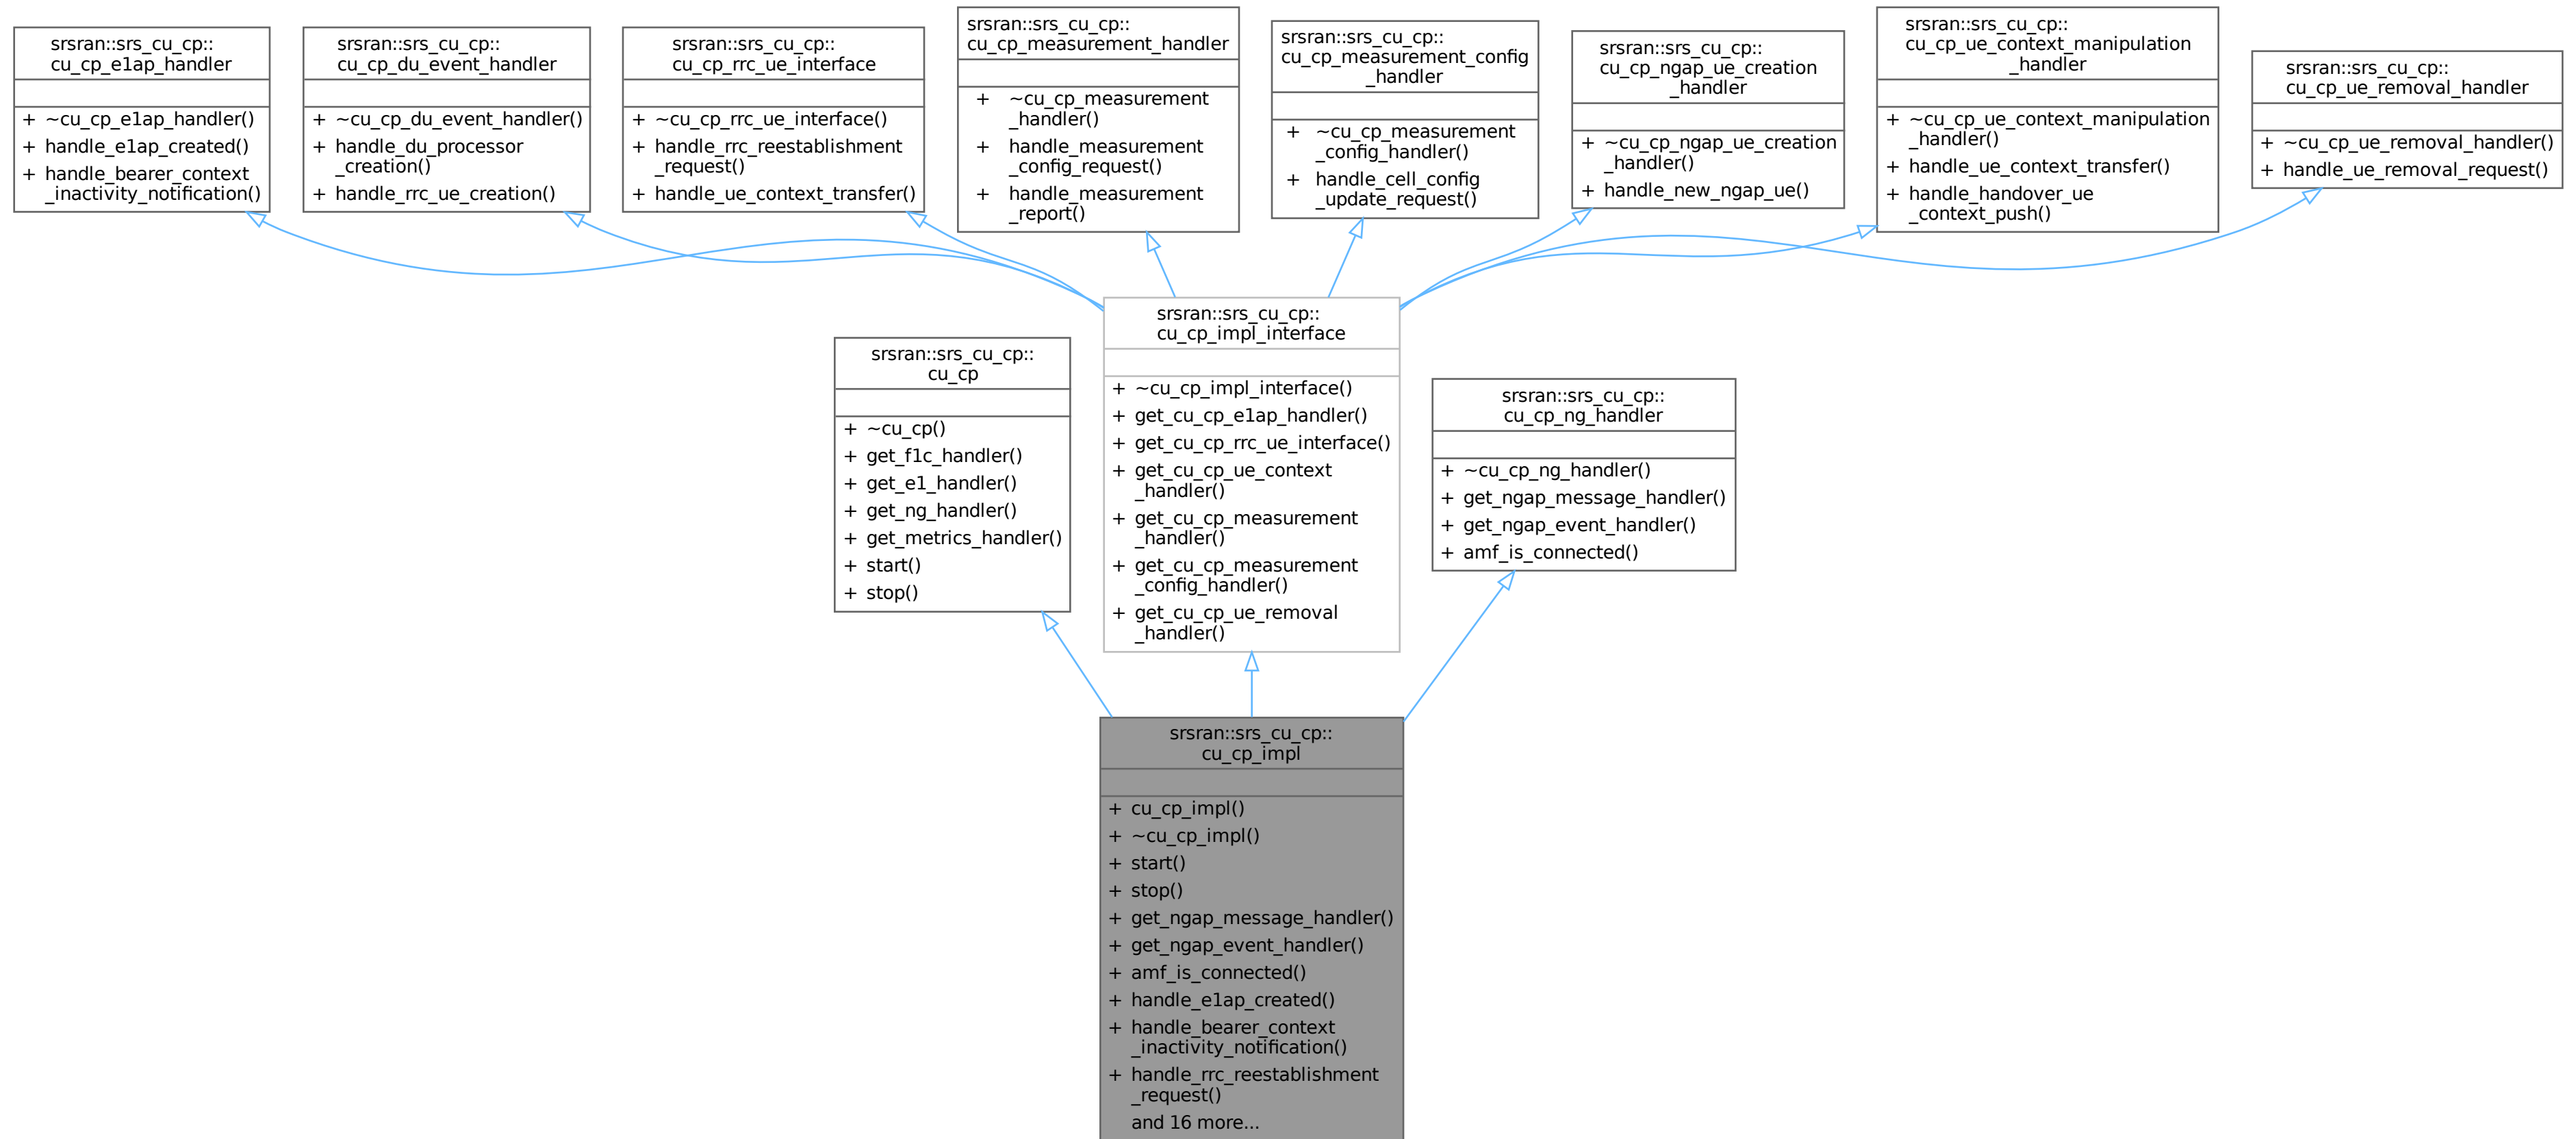 srsran::srs_cu_cp::
cu_cp_e1ap_handler
+ ~cu_cp_e1ap_handler()
+ handle_e1ap_created()
+ handle_bearer_context
_inactivity_notification()
srsran::srs_cu_cp::
cu_cp_du_event_handler
+ ~cu_cp_du_event_handler()
+ handle_du_processor
_creation()
+ handle_rrc_ue_creation()
srsran::srs_cu_cp::
cu_cp_rrc_ue_interface
+ ~cu_cp_rrc_ue_interface()
+ handle_rrc_reestablishment
_request()
+ handle_ue_context_transfer()
srsran::srs_cu_cp::
cu_cp_measurement_handler
+ ~cu_cp_measurement
_handler()
+ handle_measurement
_config_request()
+ handle_measurement
_report()
srsran::srs_cu_cp::
cu_cp_measurement_config
_handler
+ ~cu_cp_measurement
_config_handler()
+ handle_cell_config
_update_request()
srsran::srs_cu_cp::
cu_cp_ngap_ue_creation
_handler
+ ~cu_cp_ngap_ue_creation
_handler()
+ handle_new_ngap_ue()
srsran::srs_cu_cp::
cu_cp_ue_context_manipulation
_handler
+ ~cu_cp_ue_context_manipulation
_handler()
+ handle_ue_context_transfer()
+ handle_handover_ue
_context_push()
srsran::srs_cu_cp::
cu_cp_ue_removal_handler
+ ~cu_cp_ue_removal_handler()
+ handle_ue_removal_request()
srsran::srs_cu_cp::
cu_cp
+ ~cu_cp()
+ get_f1c_handler()
+ get_e1_handler()
+ get_ng_handler()
+ get_metrics_handler()
+ start()
+ stop()
srsran::srs_cu_cp::
cu_cp_impl_interface
+ ~cu_cp_impl_interface()
+ get_cu_cp_e1ap_handler()
+ get_cu_cp_rrc_ue_interface()
+ get_cu_cp_ue_context
_handler()
+ get_cu_cp_measurement
_handler()
+ get_cu_cp_measurement
_config_handler()
+ get_cu_cp_ue_removal
_handler()
srsran::srs_cu_cp::
cu_cp_ng_handler
+ ~cu_cp_ng_handler()
+ get_ngap_message_handler()
+ get_ngap_event_handler()
+ amf_is_connected()
srsran::srs_cu_cp::
cu_cp_impl
+ cu_cp_impl()
+ ~cu_cp_impl()
+ start()
+ stop()
+ get_ngap_message_handler()
+ get_ngap_event_handler()
+ amf_is_connected()
+ handle_e1ap_created()
+ handle_bearer_context
_inactivity_notification()
+ handle_rrc_reestablishment
_request()
and 16 more...